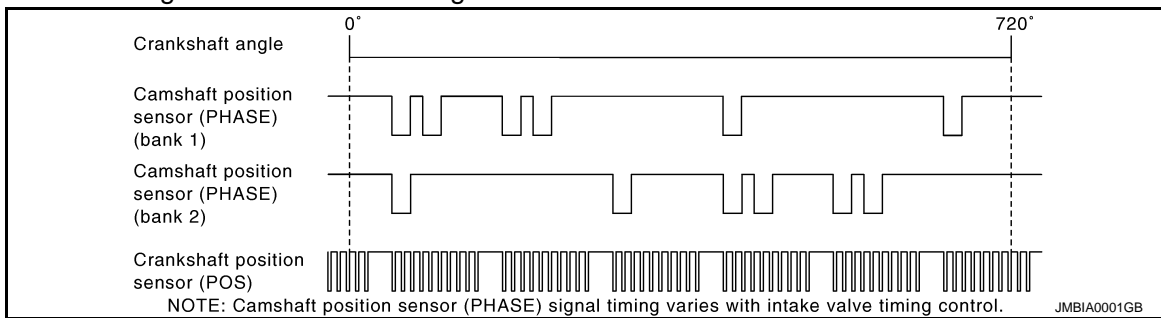 0˚ 720˚
Crankshaft angle
Camshaft position
sensor (PHASE)
(bank 1)
Camshaft position
sensor (PHASE)
(bank 2)
Crankshaft position
sensor (POS)
NOTE: Camshaft position sensor (PHASE) signal timing varies with intake valve timing control. JMBIA0001GB